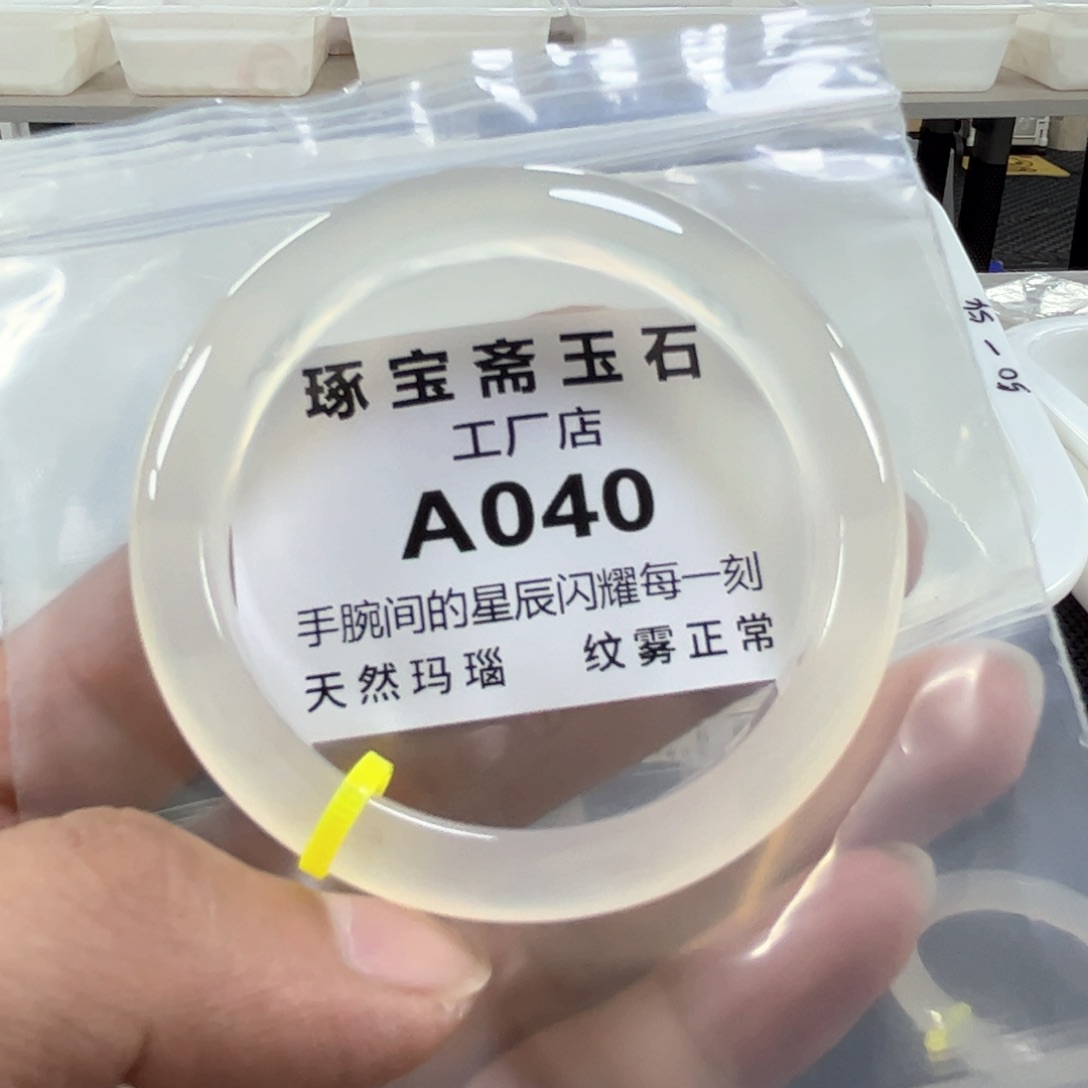 琢宝斋玉石
工厂店
A040
手腕间的星辰闪耀每一刻
天然玛瑙 纹雾正常